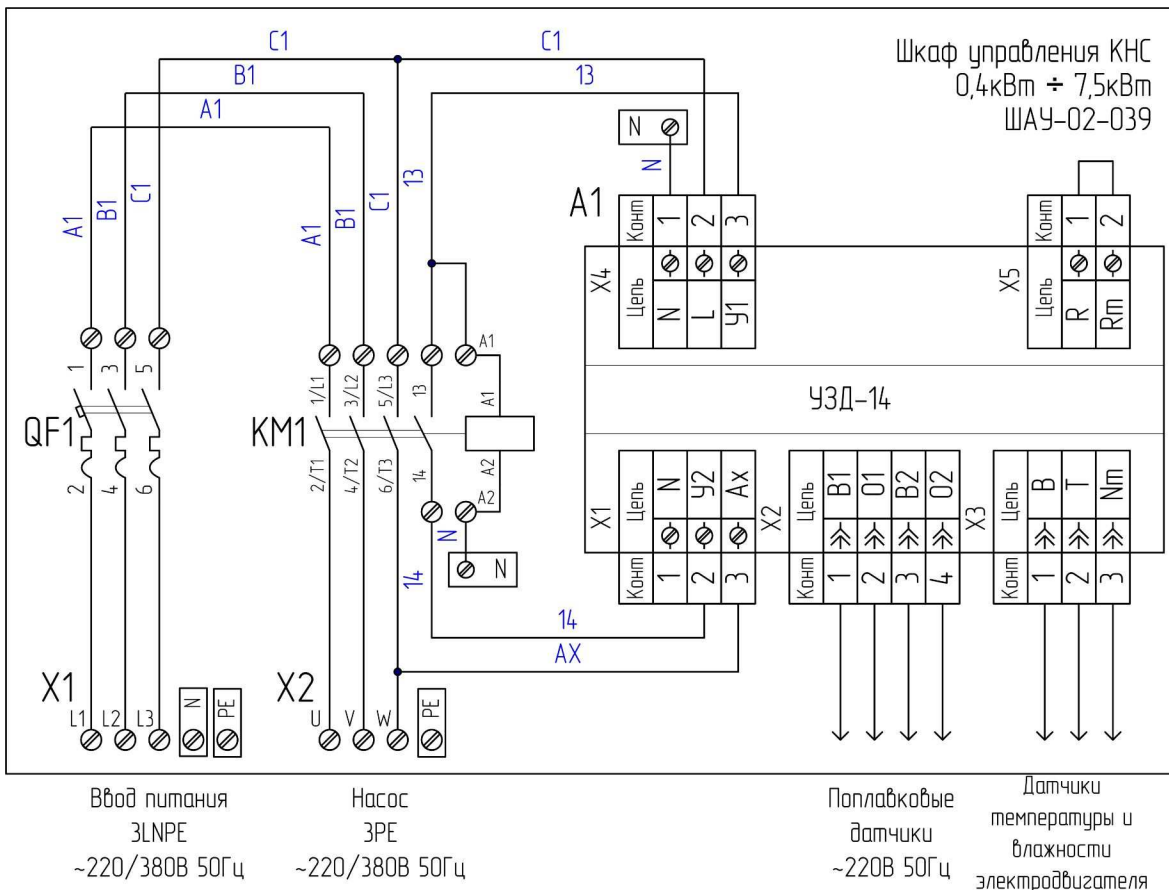 C1
C1
B1
13
A1
Шкаф управления КНС
0,4кВт ÷ 7,5кВт
ШАУ-02-039
N
N
A1
B1
C1
A1
B1
C1
13
A1
Конт
1
2
3
X4
Цепь
N
L
У1
Конт
1
2
X5
Цепь
R
Rm
1
3
5
QF1
2
4
6
1/L1
3/L2
5/L3
13
A1
A1
KM1
2/T1
4/T2
6/T3
14
A2
A2
N
N
14
УЗД-14
X1
Цепь
N
У2
Ax
Конт
1
2
3
X2
Цепь
B1
O1
B2
O2
Конт
1
2
3
4
X3
Цепь
B
T
Nm
Конт
1
2
3
14
AX
X1
L1
L2
L3
N
PE
X2
U
V
W
PE
Ввод питания
3LNPE
~220/380В 50Гц
Насос
3PE
~220/380В 50Гц
Поплавковые
датчики
~220В 50Гц
Датчики
температуры и
влажности
электродвигателя